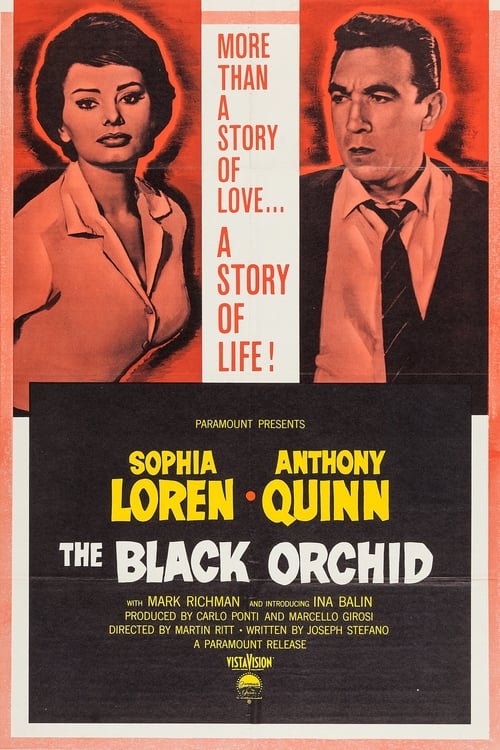 MORE
THAN
A
STORY
OF
LOVE...
A
STORY
OF
LIFE!
PARAMOUNT PRESENTS
SOPHIA LOREN • ANTHONY QUINN
THE BLACK ORCHID
WITH MARK RICHMAN AND INTRODUCING INA BALIN
PRODUCED BY CARLO PONTI AND MARCELLO GIROSI
DIRECTED BY MARTIN RITT • WRITTEN BY JOSEPH STEFANO
A PARAMOUNT RELEASE
VISTAVISION
Paramount